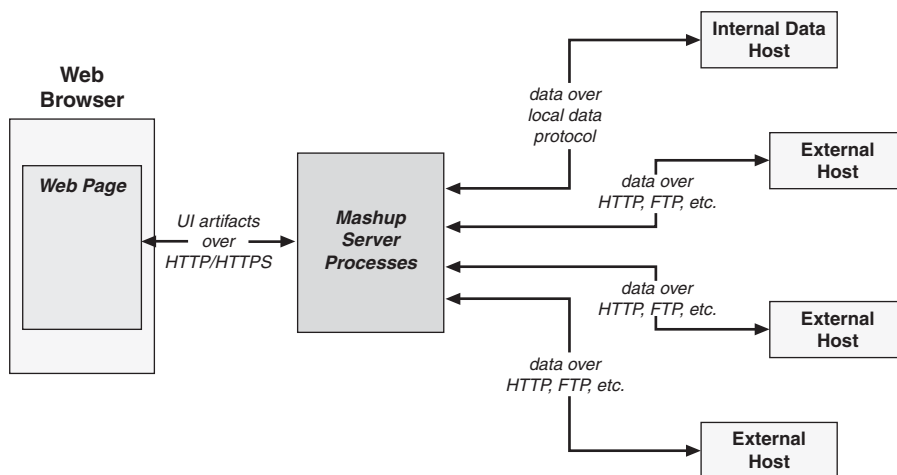 Web
Browser
Web Page
UI artifacts
over
HTTP/HTTPS
Mashup
Server
Processes
data over
local data
protocol
Internal Data
Host
data over
HTTP, FTP, etc.
External
Host
data over
HTTP, FTP, etc.
External
Host
data over
HTTP, FTP, etc.
External
Host